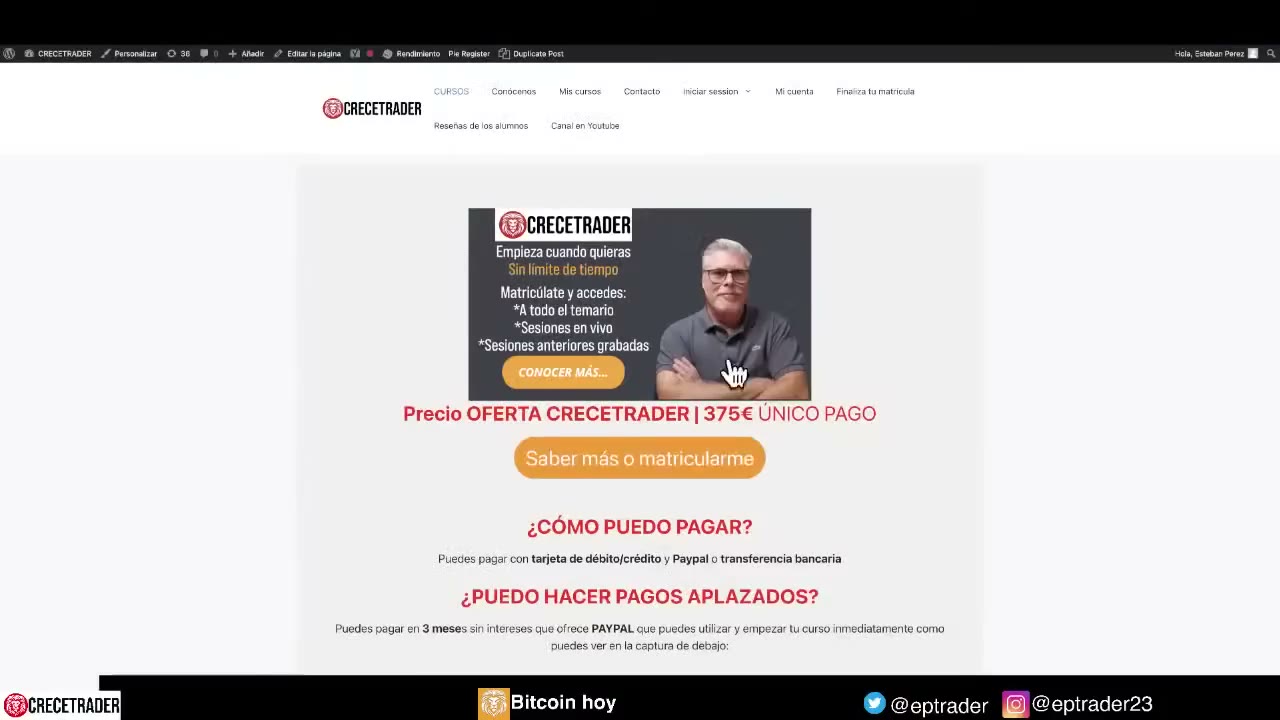 CRECETRADER Personalizar 36 0 Añadir Editar la página Rendimiento Pie Register Duplicate Post Hola, Esteban Perez
CRECETRADER
CURSOS Conócenos Mis cursos Contacto Iniciar session Mi cuenta Finaliza tu matrícula
Reseñas de los alumnos Canal en Youtube
CRECETRADER
Empieza cuando quieras
Sin límite de tiempo
Matricúlate y accedes:
*A todo el temario
*Sesiones en vivo
*Sesiones anteriores grabadas
CONOCER MÁS...
Precio OFERTA CRECETRADER | 375€ ÚNICO PAGO
Saber más o matricularme
¿CÓMO PUEDO PAGAR?
Puedes pagar con tarjeta de débito/crédito y Paypal o transferencia bancaria
¿PUEDO HACER PAGOS APLAZADOS?
Puedes pagar en 3 meses sin intereses que ofrece PAYPAL que puedes utilizar y empezar tu curso inmediatamente como
puedes ver en la captura de debajo:
CRECETRADER Bitcoin hoy @eptrader @eptrader23